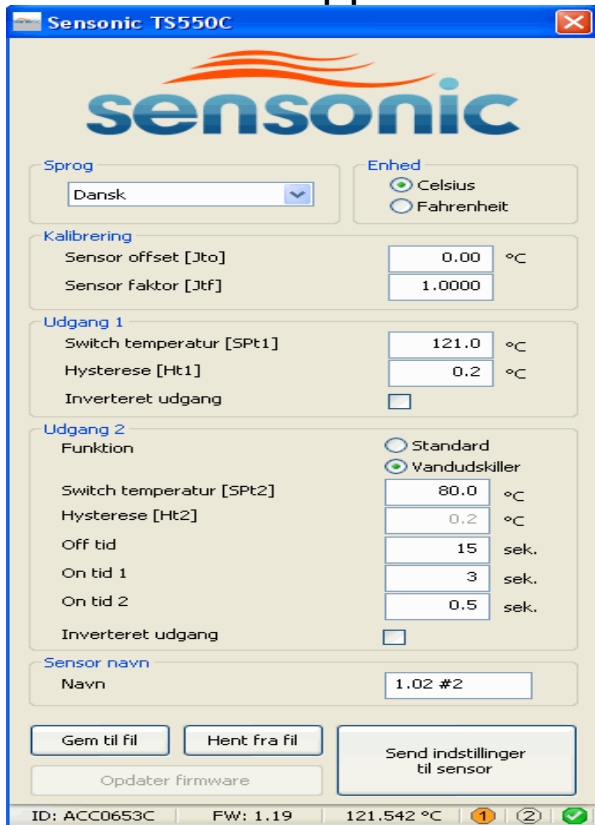 Sensonic TS550C
sensonic
Sprog
Dansk
Enhed
Celsius
Fahrenheit
Kalibrering
Sensor offset [Jto] 0.00 °C
Sensor faktor [Jtf] 1.0000
Udgang 1
Switch temperatur [SPt1] 121.0 °C
Hysterese [Ht1] 0.2 °C
Inverteret udgang
Udgang 2
Funktion
Standard
Vandudskiller
Switch temperatur [SPt2] 80.0 °C
Hysterese [Ht2] 0.2 °C
Off tid 15 sek.
On tid 1 3 sek.
On tid 2 0.5 sek.
Inverteret udgang
Sensor navn
Navn 1.02 #2
Gem til fil
Hent fra fil
Send indstillinger
til sensor
Opdater firmware
ID: ACC0653C FW: 1.19 121.542 °C 1 2